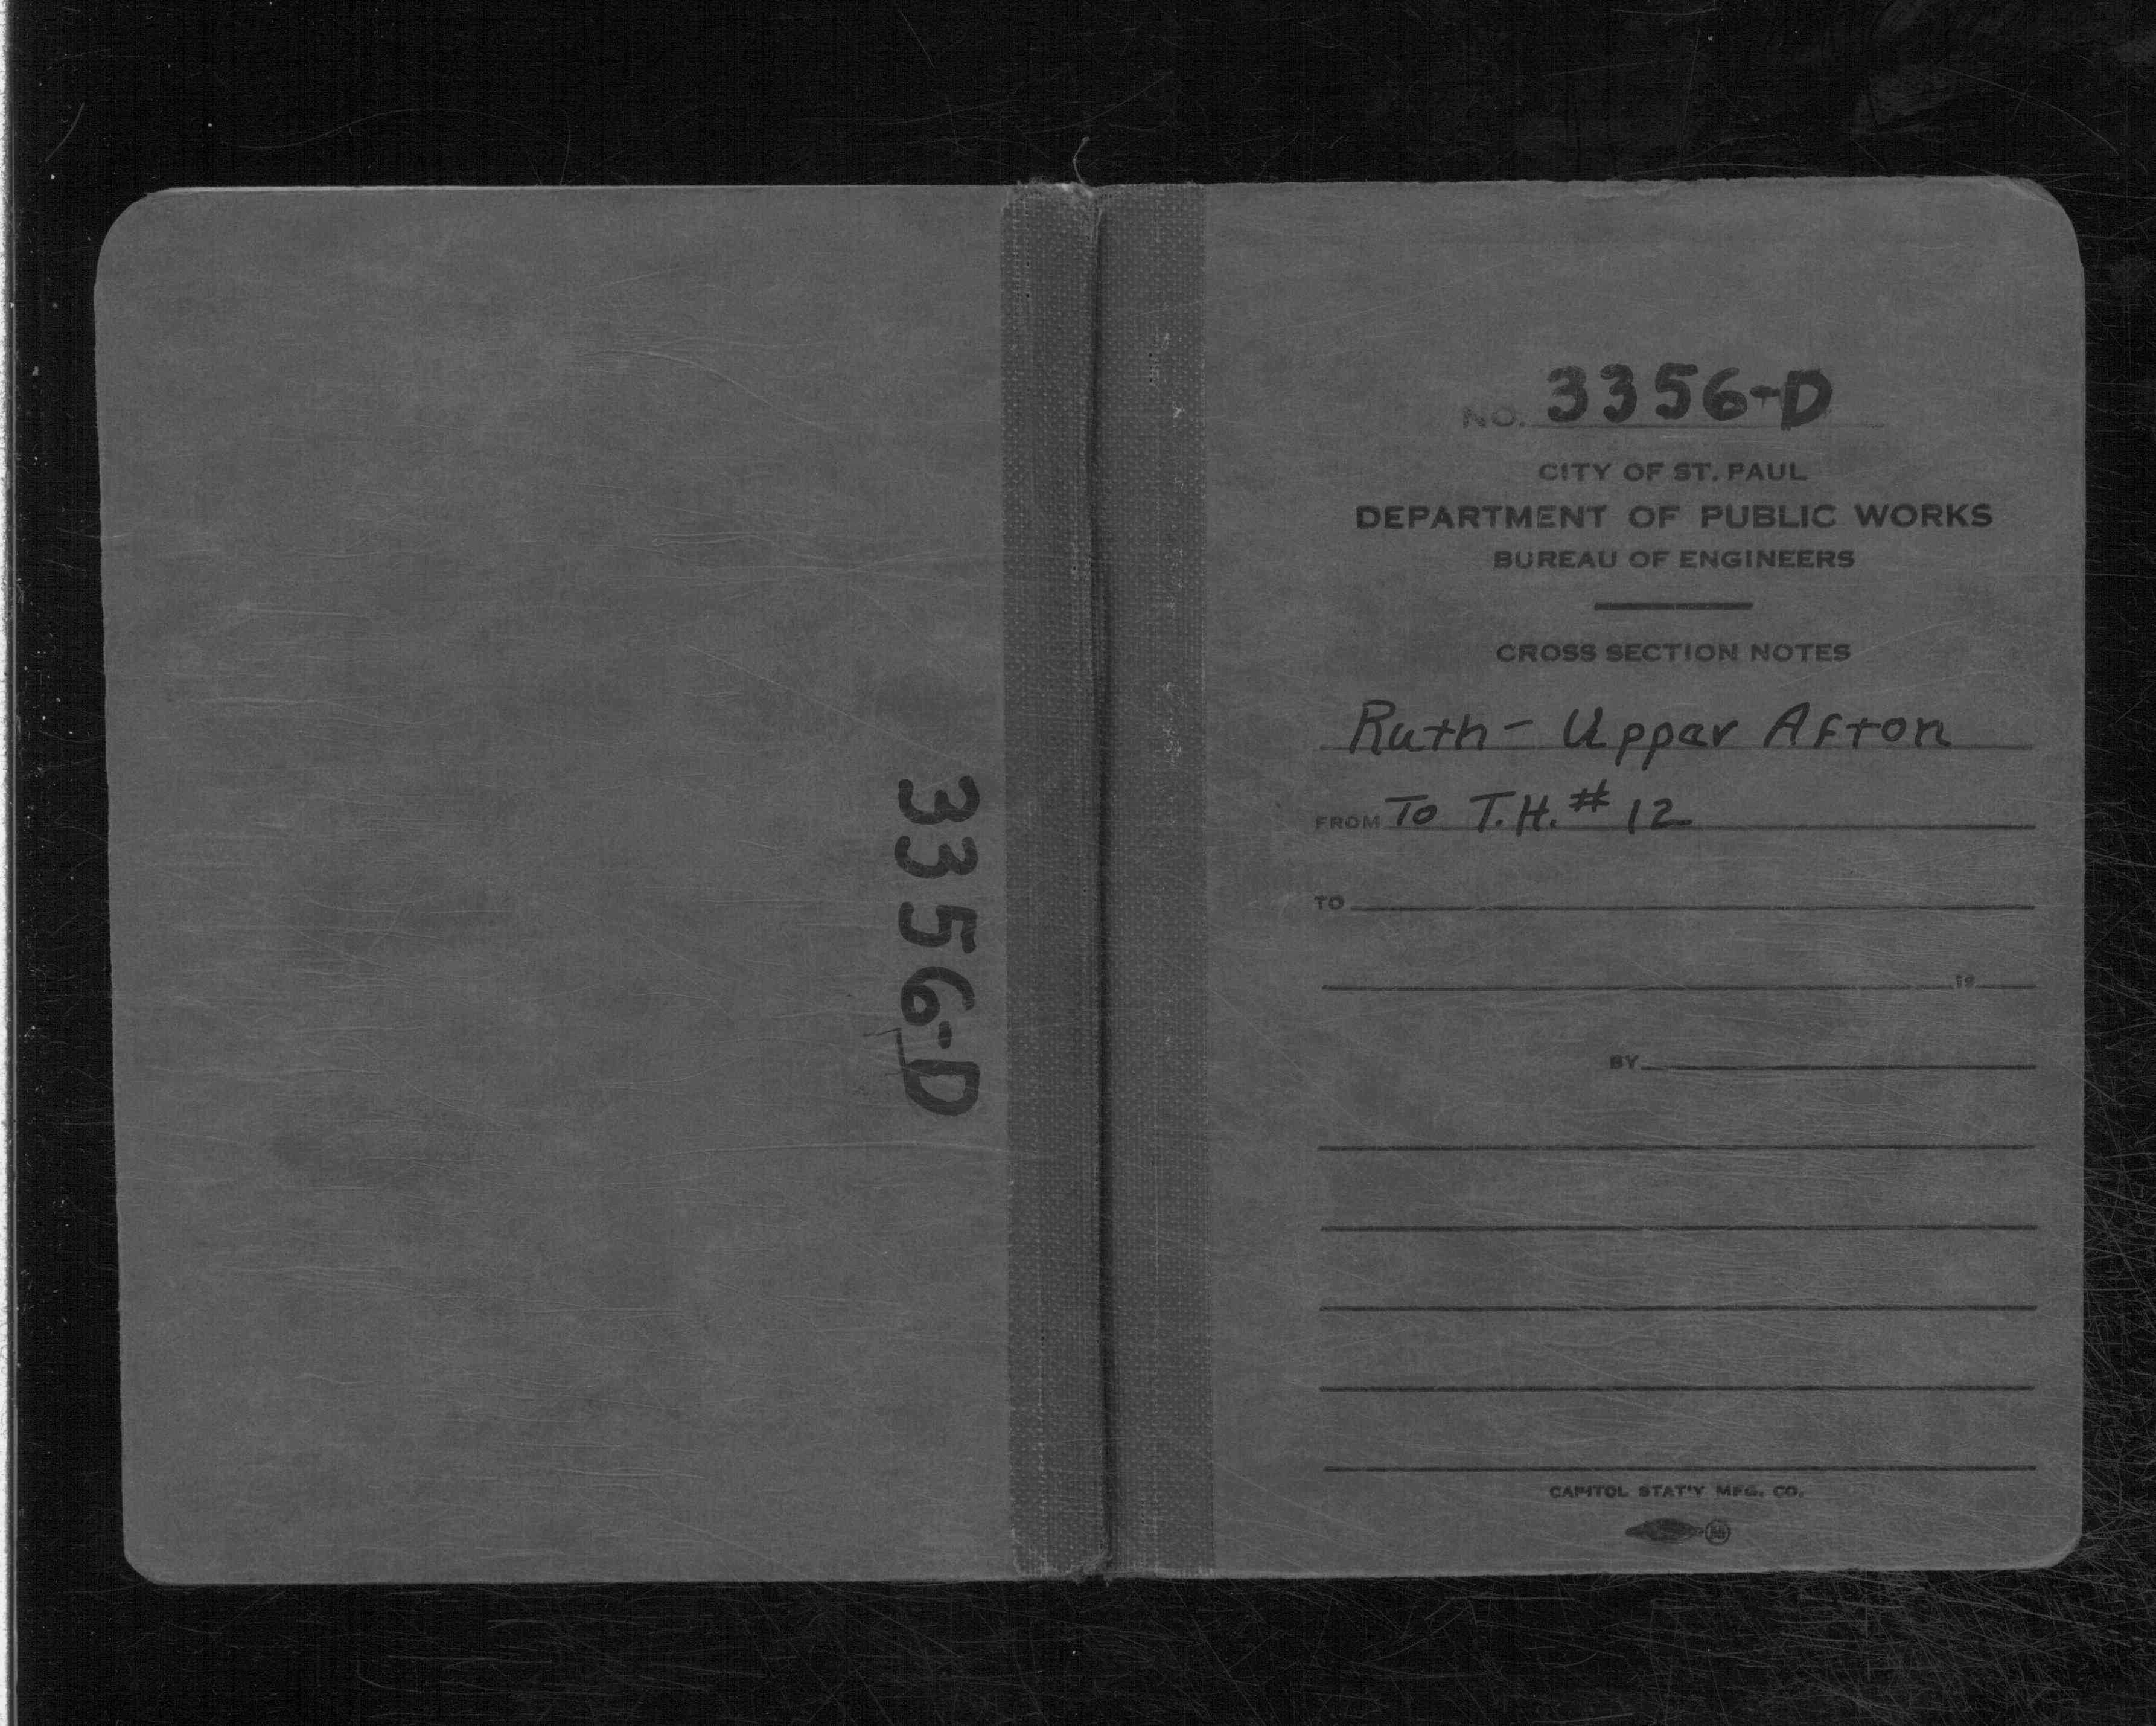 3356-D
NO. 3356-D
CITY OF ST. PAUL
DEPARTMENT OF PUBLIC WORKS
BUREAU OF ENGINEERS
CROSS SECTION NOTES
Ruth - Upper Afton
FROM To T.H. # 12
TO
19
BY
CAPITOL STAT'Y MFG. CO.